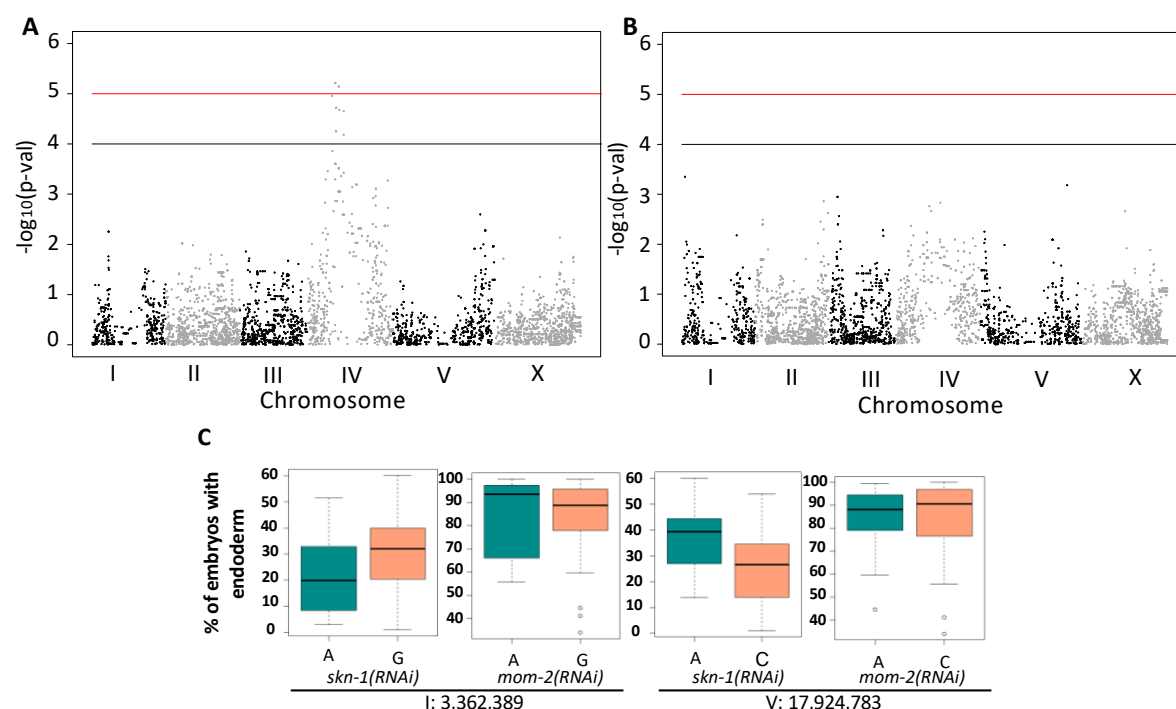 A
B
6
5
4
3
2
1
0
-log10(p-val)
I II III IV V X
Chromosome
6
5
4
3
2
1
0
-log10(p-val)
I II III IV V X
Chromosome
C
% of embryos with
endoderm
60
50
40
30
20
10
0
A G
skn-1(RNAi)
100
90
80
70
60
50
40
A G
mom-2(RNAi)
I: 3.362.389
60
50
40
30
20
10
0
A C
skn-1(RNAi)
100
90
80
70
60
50
40
A C
mom-2(RNAi)
V: 17.924.783